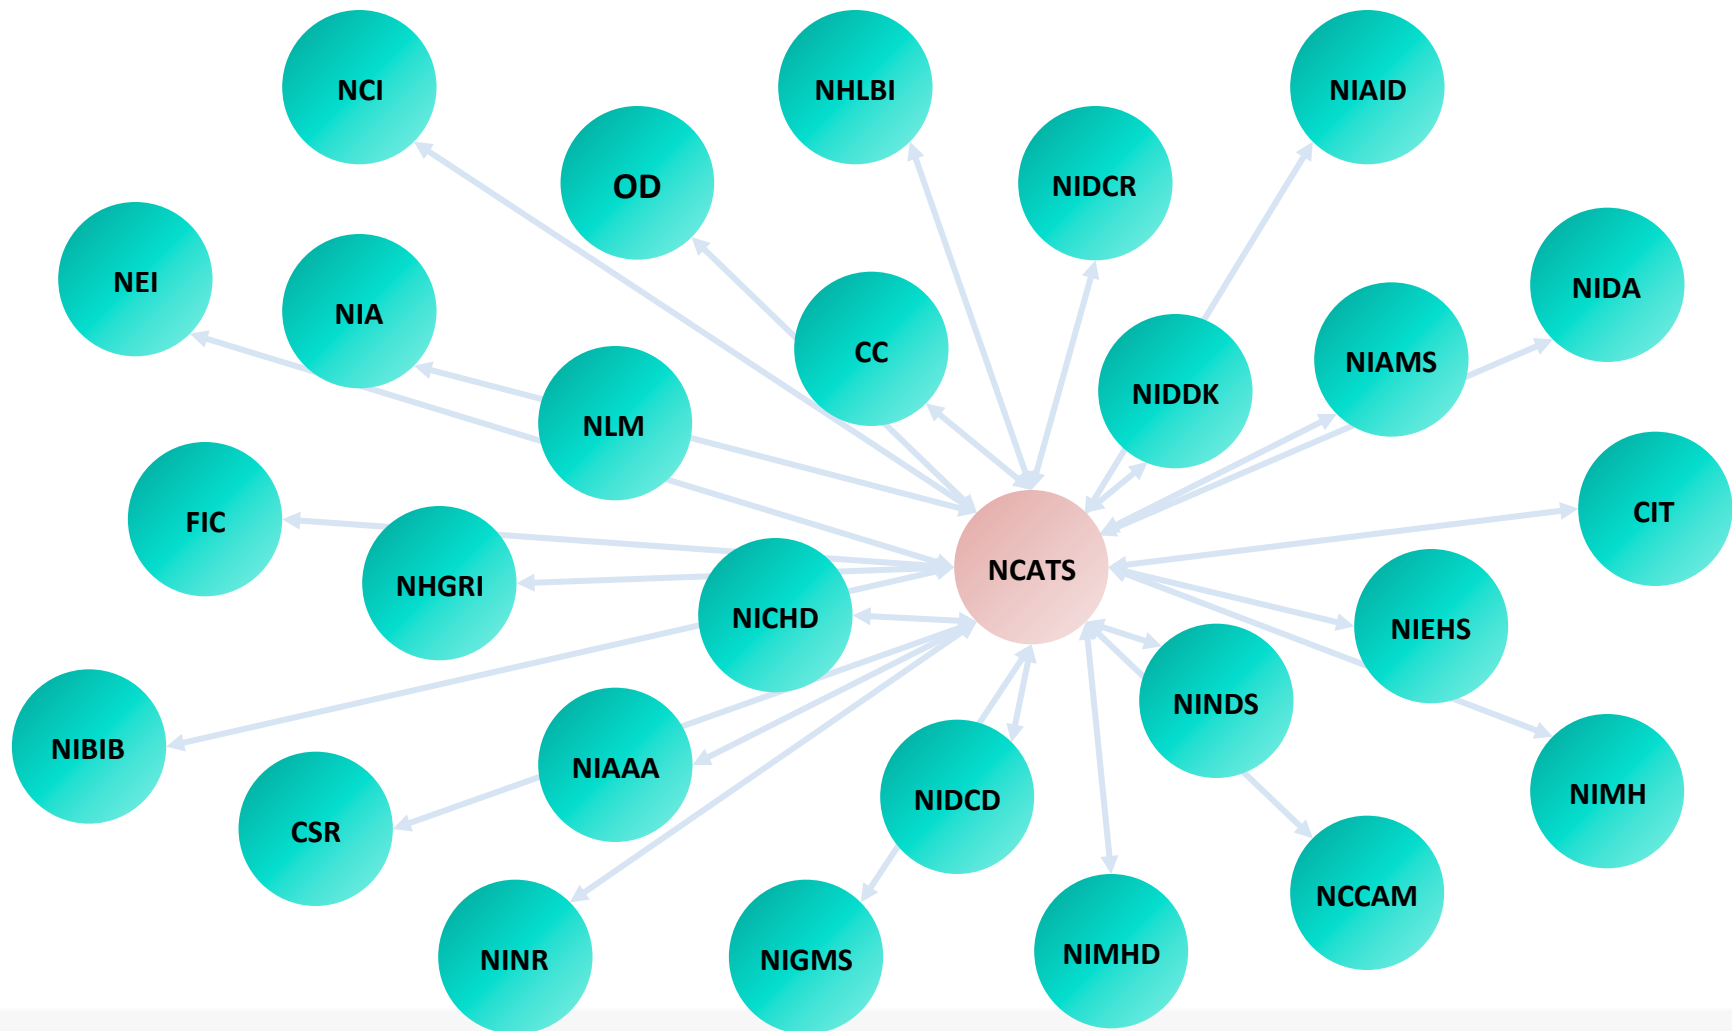 NCI
NHLBI
NIAID
OD
NIDCR
NEI
NIA
NIDA
CC
NIAMS
NIDDK
NLM
FIC
CIT
NHGRI
NCATS
NICHD
NIEHS
NINDS
NIBIB
NIAAA
NIDCD
NIMH
CSR
NCCAM
NINR
NIGMS
NIMHD